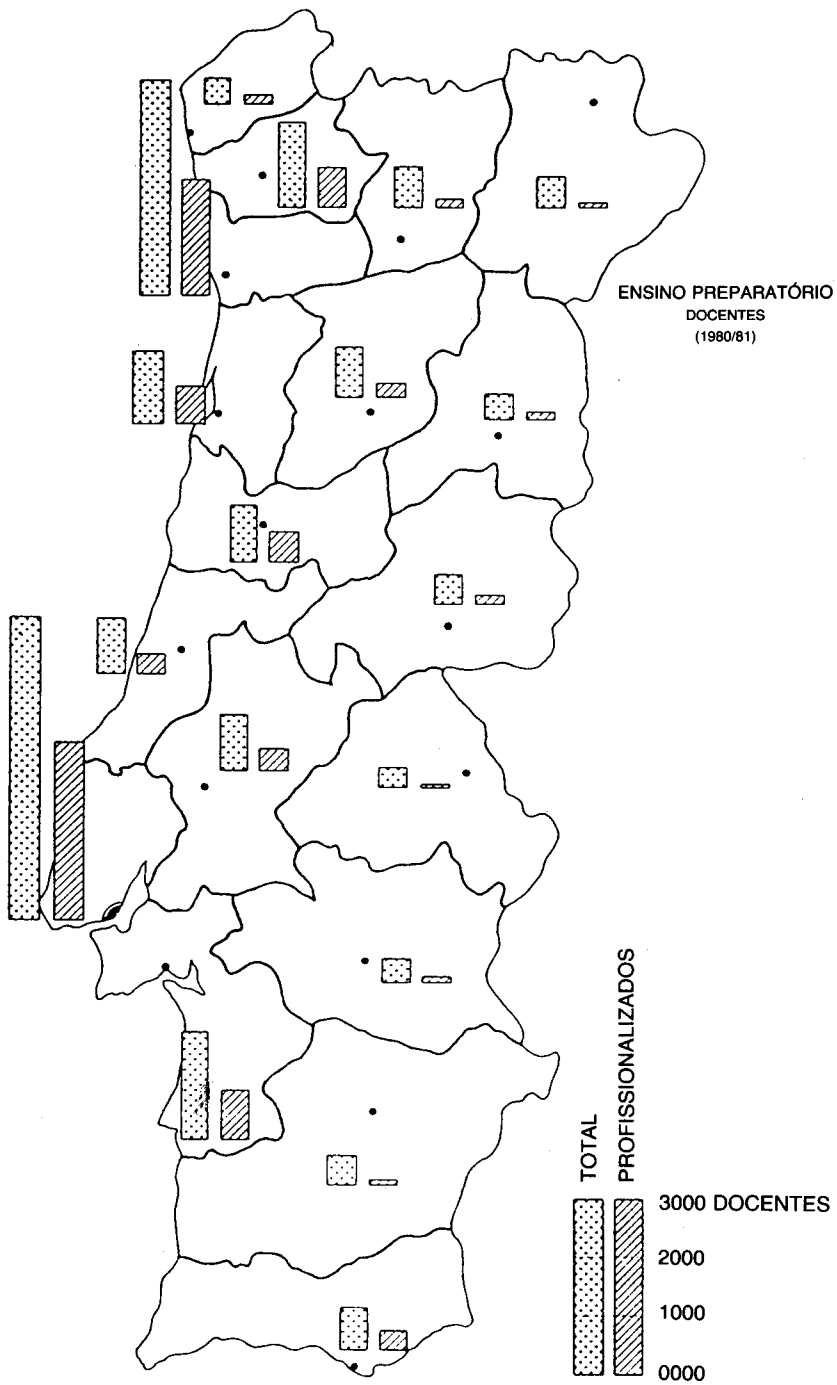 ENSINO PREPARATÓRIO
DOCENTES
(1980/81)
TOTAL
PROFISSIONALIZADOS
3000 DOCENTES
2000
1000
0000